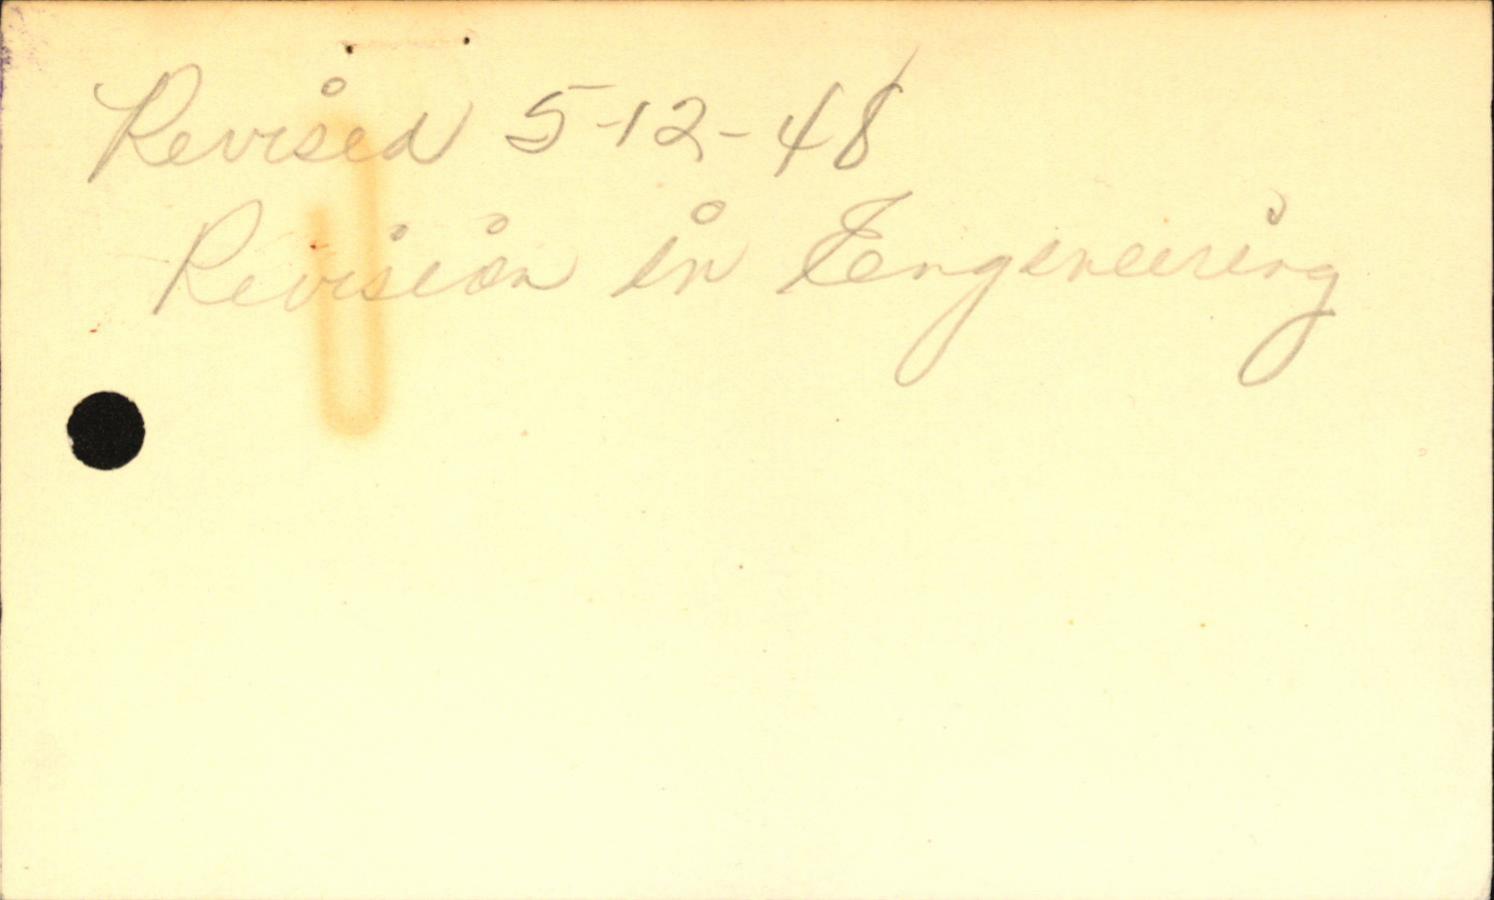 Revised 5-12-48
Revision in Engineering